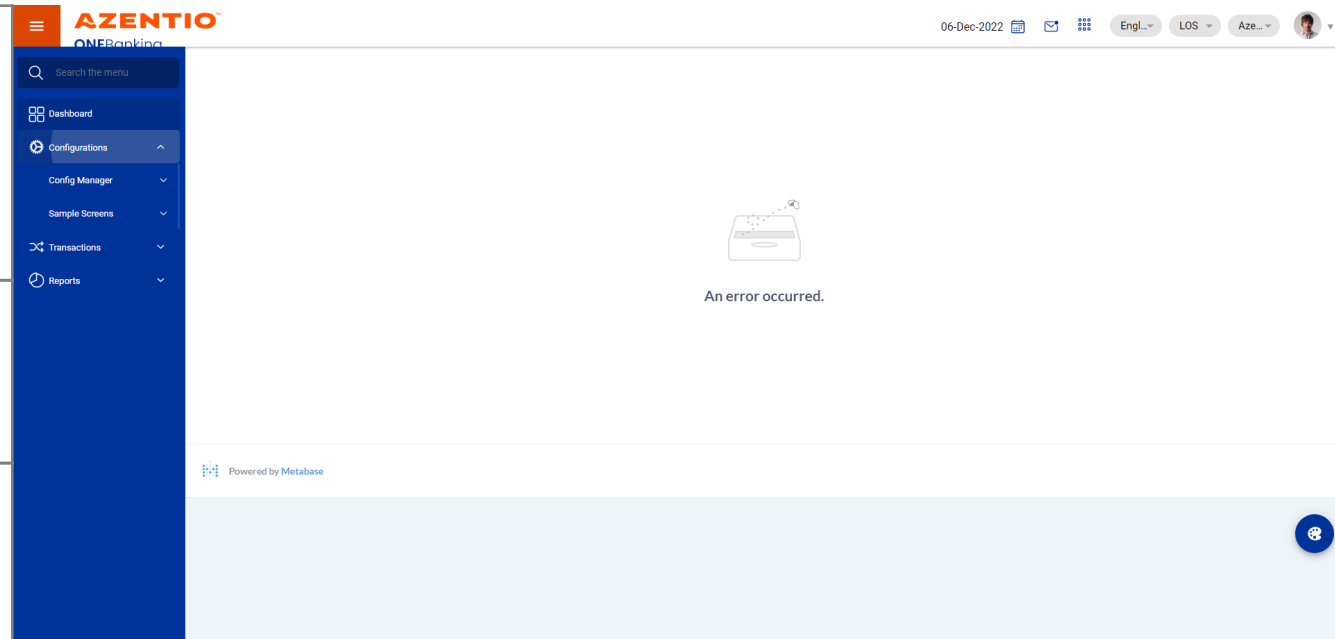 AZENTIO™
ONEBanking
06-Dec-2022
Engl...
LOS
Aze...
Search the menu
Dashboard
Configurations
Config Manager
Sample Screens
Transactions
Reports
An error occurred.
Powered by Metabase